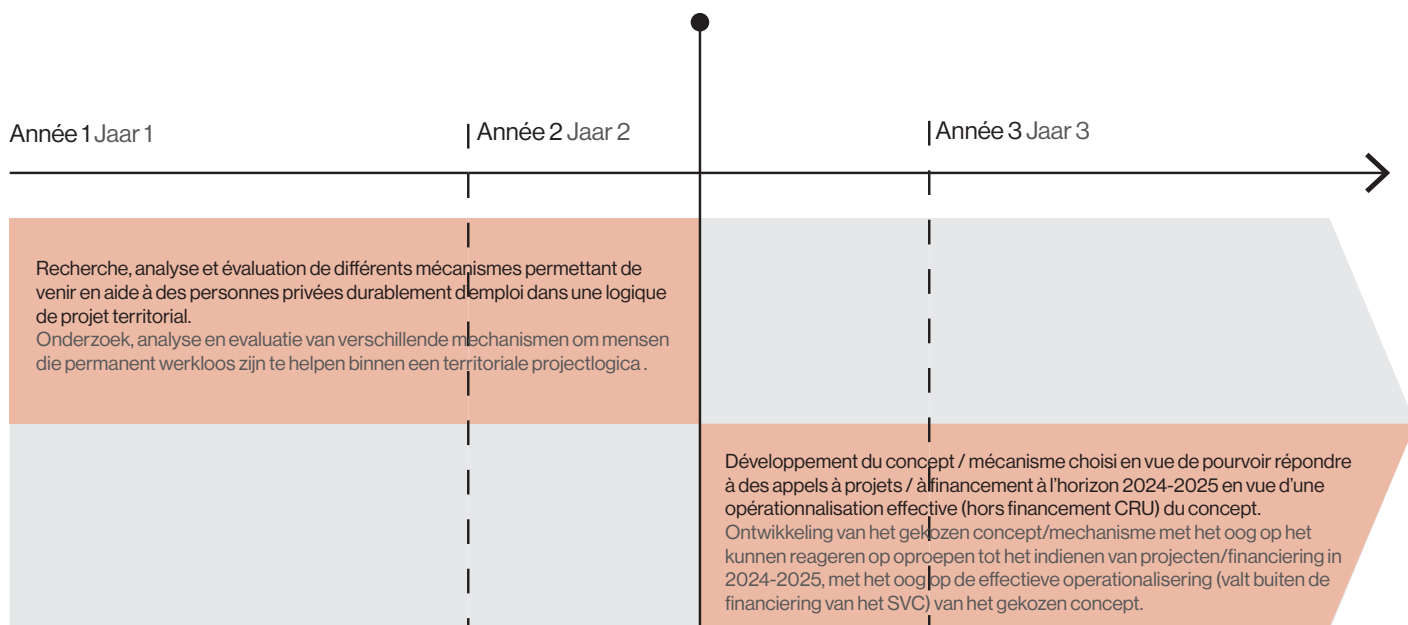 Année 1 Jaar 1
Année 2 Jaar 2
Année 3 Jaar 3
Recherche, analyse et évaluation de différents mécanismes permettant de
venir en aide à des personnes privées durablement d'emploi dans une logique
de projet territorial.
Onderzoek, analyse en evaluatie van verschillende mechanismen om mensen
die permanent werkloos zijn te helpen binnen een territoriale projectlogica .
Développement du concept / mécanisme choisi en vue de pourvoir répondre
à des appels à projets / à financement à l'horizon 2024-2025 en vue d'une
opérationnalisation effective (hors financement CRU) du concept.
Ontwikkeling van het gekozen concept/mechanisme met het oog op het
kunnen reageren op oproepen tot het indienen van projecten/financiering in
2024-2025, met het oog op de effectieve operationalisering (valt buiten de
financiering van het SVC) van het gekozen concept.